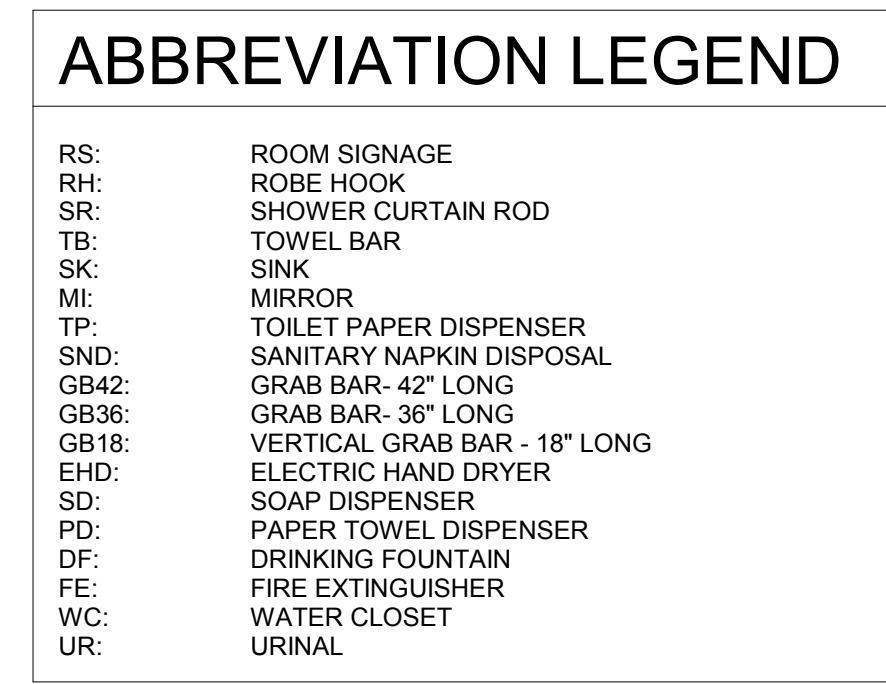 ABBREVIATION LEGEND
RS: ROOM SIGNAGE
RH: ROBE HOOK
SR: SHOWER CURTAIN ROD
TB: TOWEL BAR
SK: SINK
MI: MIRROR
TP: TOILET PAPER DISPENSER
SND: SANITARY NAPKIN DISPOSAL
GB42: GRAB BAR- 42" LONG
GB36: GRAB BAR- 36" LONG
GB18: VERTICAL GRAB BAR - 18" LONG
EHD: ELECTRIC HAND DRYER
SD: SOAP DISPENSER
PD: PAPER TOWEL DISPENSER
DF: DRINKING FOUNTAIN
FE: FIRE EXTINGUISHER
WC: WATER CLOSET
UR: URINAL